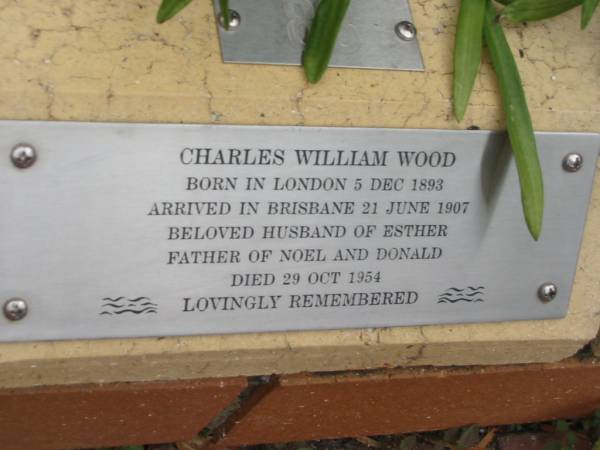 CHARLES WILLIAM WOOD
BORN IN LONDON 5 DEC 1893
ARRIVED IN BRISBANE 21 JUNE 1907
BELOVED HUSBAND OF ESTHER
FATHER OF NOEL AND DONALD
DIED 29 OCT 1954
LOVINGLY REMEMBERED